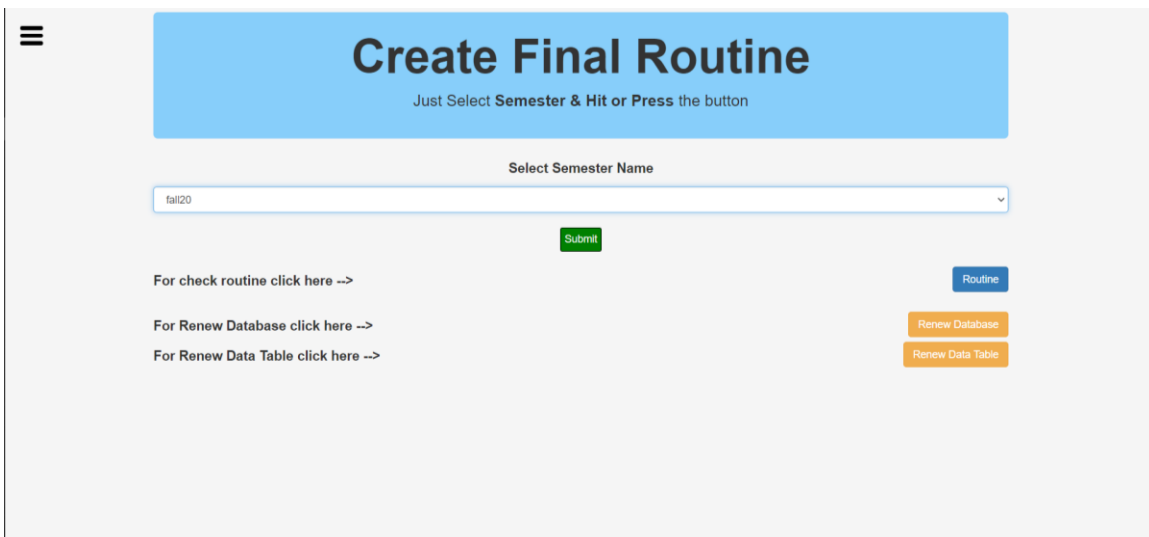 Create Final Routine
Just Select Semester & Hit or Press the button
Select Semester Name
fall20
Submit
For check routine click here -->
Routine
For Renew Database click here -->
Renew Database
For Renew Data Table click here -->
Renew Data Table